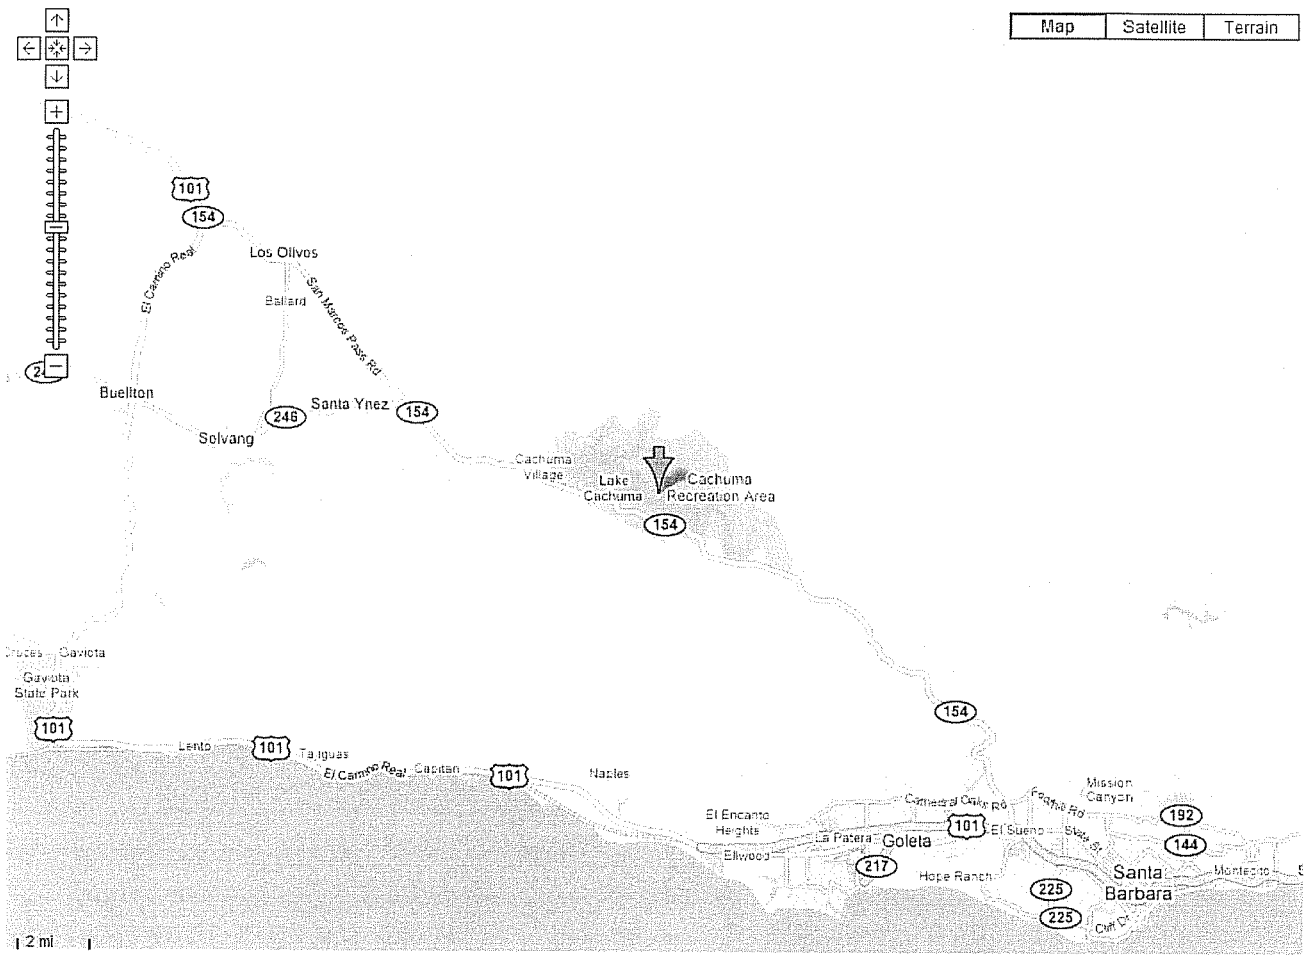 Map
Satellite
Terrain
101
154
El Camino Real
Los Olivos
Ballard
San Marcos Pass Rd
Buellton
246
Santa Ynez
154
Solvang
Cachuma
Village
Lake
Cachuma
Cachuma
Recreation Area
154
Gaviota
Gaviota
State Park
101
154
Lento
101
Tajiguas
El Camino Real
Capitan
101
Naples
Mission
Canyon
Cathedral Oaks Rd
Foothill Rd
El Encanto
Heights
192
La Patera
Goleta
101
El Sueno
State St
144
Ellwood
217
Hope Ranch
Santa
Barbara
Montecito
225
225
Cliff Dr
2 mi